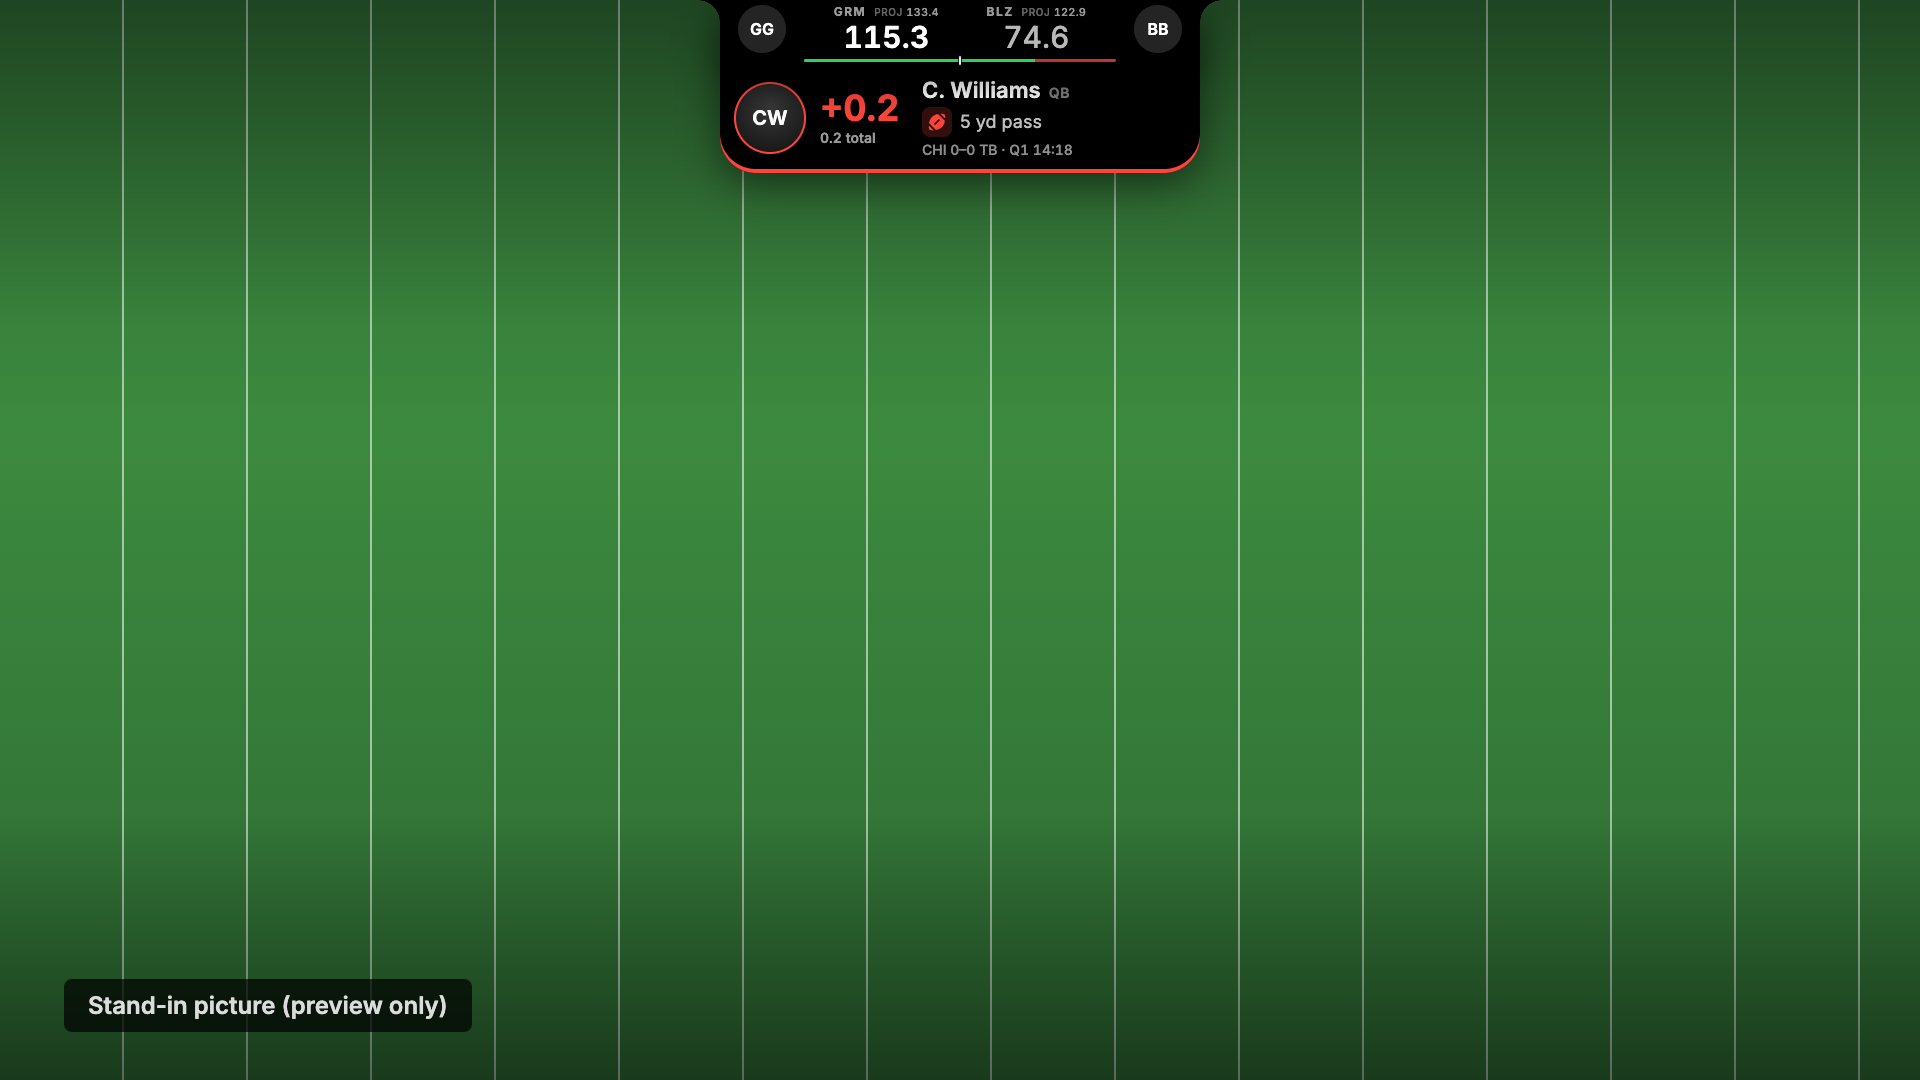 GG
GRM PROJ 133.4
115.3
BLZ PROJ 122.9
74.6
BB
CW
+0.2
0.2 total
C. Williams QB
5 yd pass
CHI 0–0 TB · Q1 14:18
Stand-in picture (preview only)